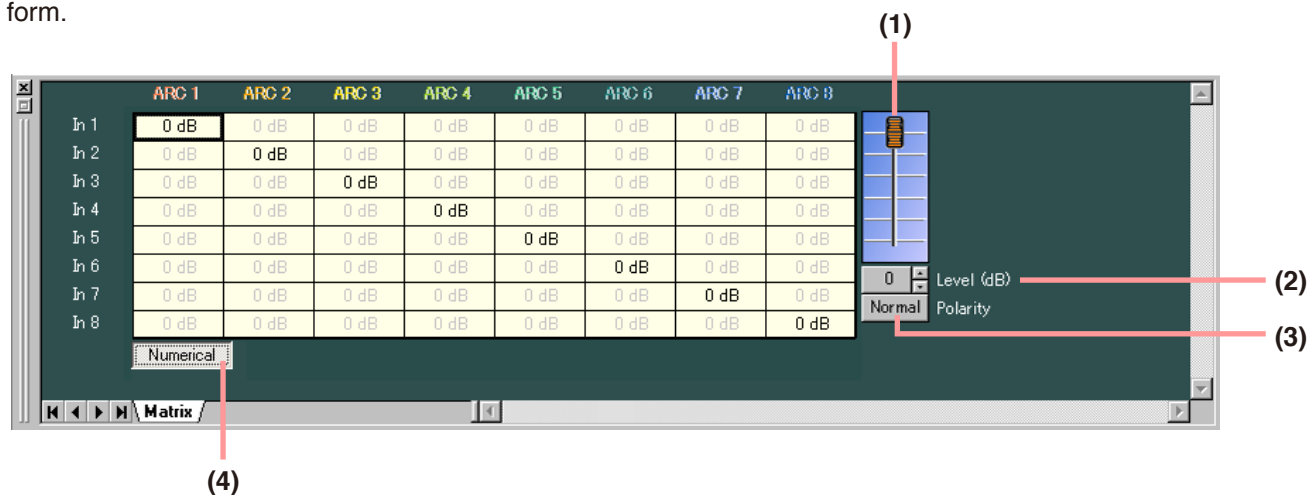 form.
(1)
ARC 1 ARC 2 ARC 3 ARC 4 ARC 5 ARC 6 ARC 7 ARC 8
In 1 0 dB 0 dB 0 dB 0 dB 0 dB 0 dB 0 dB 0 dB
In 2 0 dB 0 dB 0 dB 0 dB 0 dB 0 dB 0 dB 0 dB
In 3 0 dB 0 dB 0 dB 0 dB 0 dB 0 dB 0 dB 0 dB
In 4 0 dB 0 dB 0 dB 0 dB 0 dB 0 dB 0 dB 0 dB
In 5 0 dB 0 dB 0 dB 0 dB 0 dB 0 dB 0 dB 0 dB
In 6 0 dB 0 dB 0 dB 0 dB 0 dB 0 dB 0 dB 0 dB
0 Level (dB) (2)
In 7 0 dB 0 dB 0 dB 0 dB 0 dB 0 dB 0 dB 0 dB
Normal Polarity
In 8 0 dB 0 dB 0 dB 0 dB 0 dB 0 dB 0 dB 0 dB
(3)
Numerical
Matrix
(4)